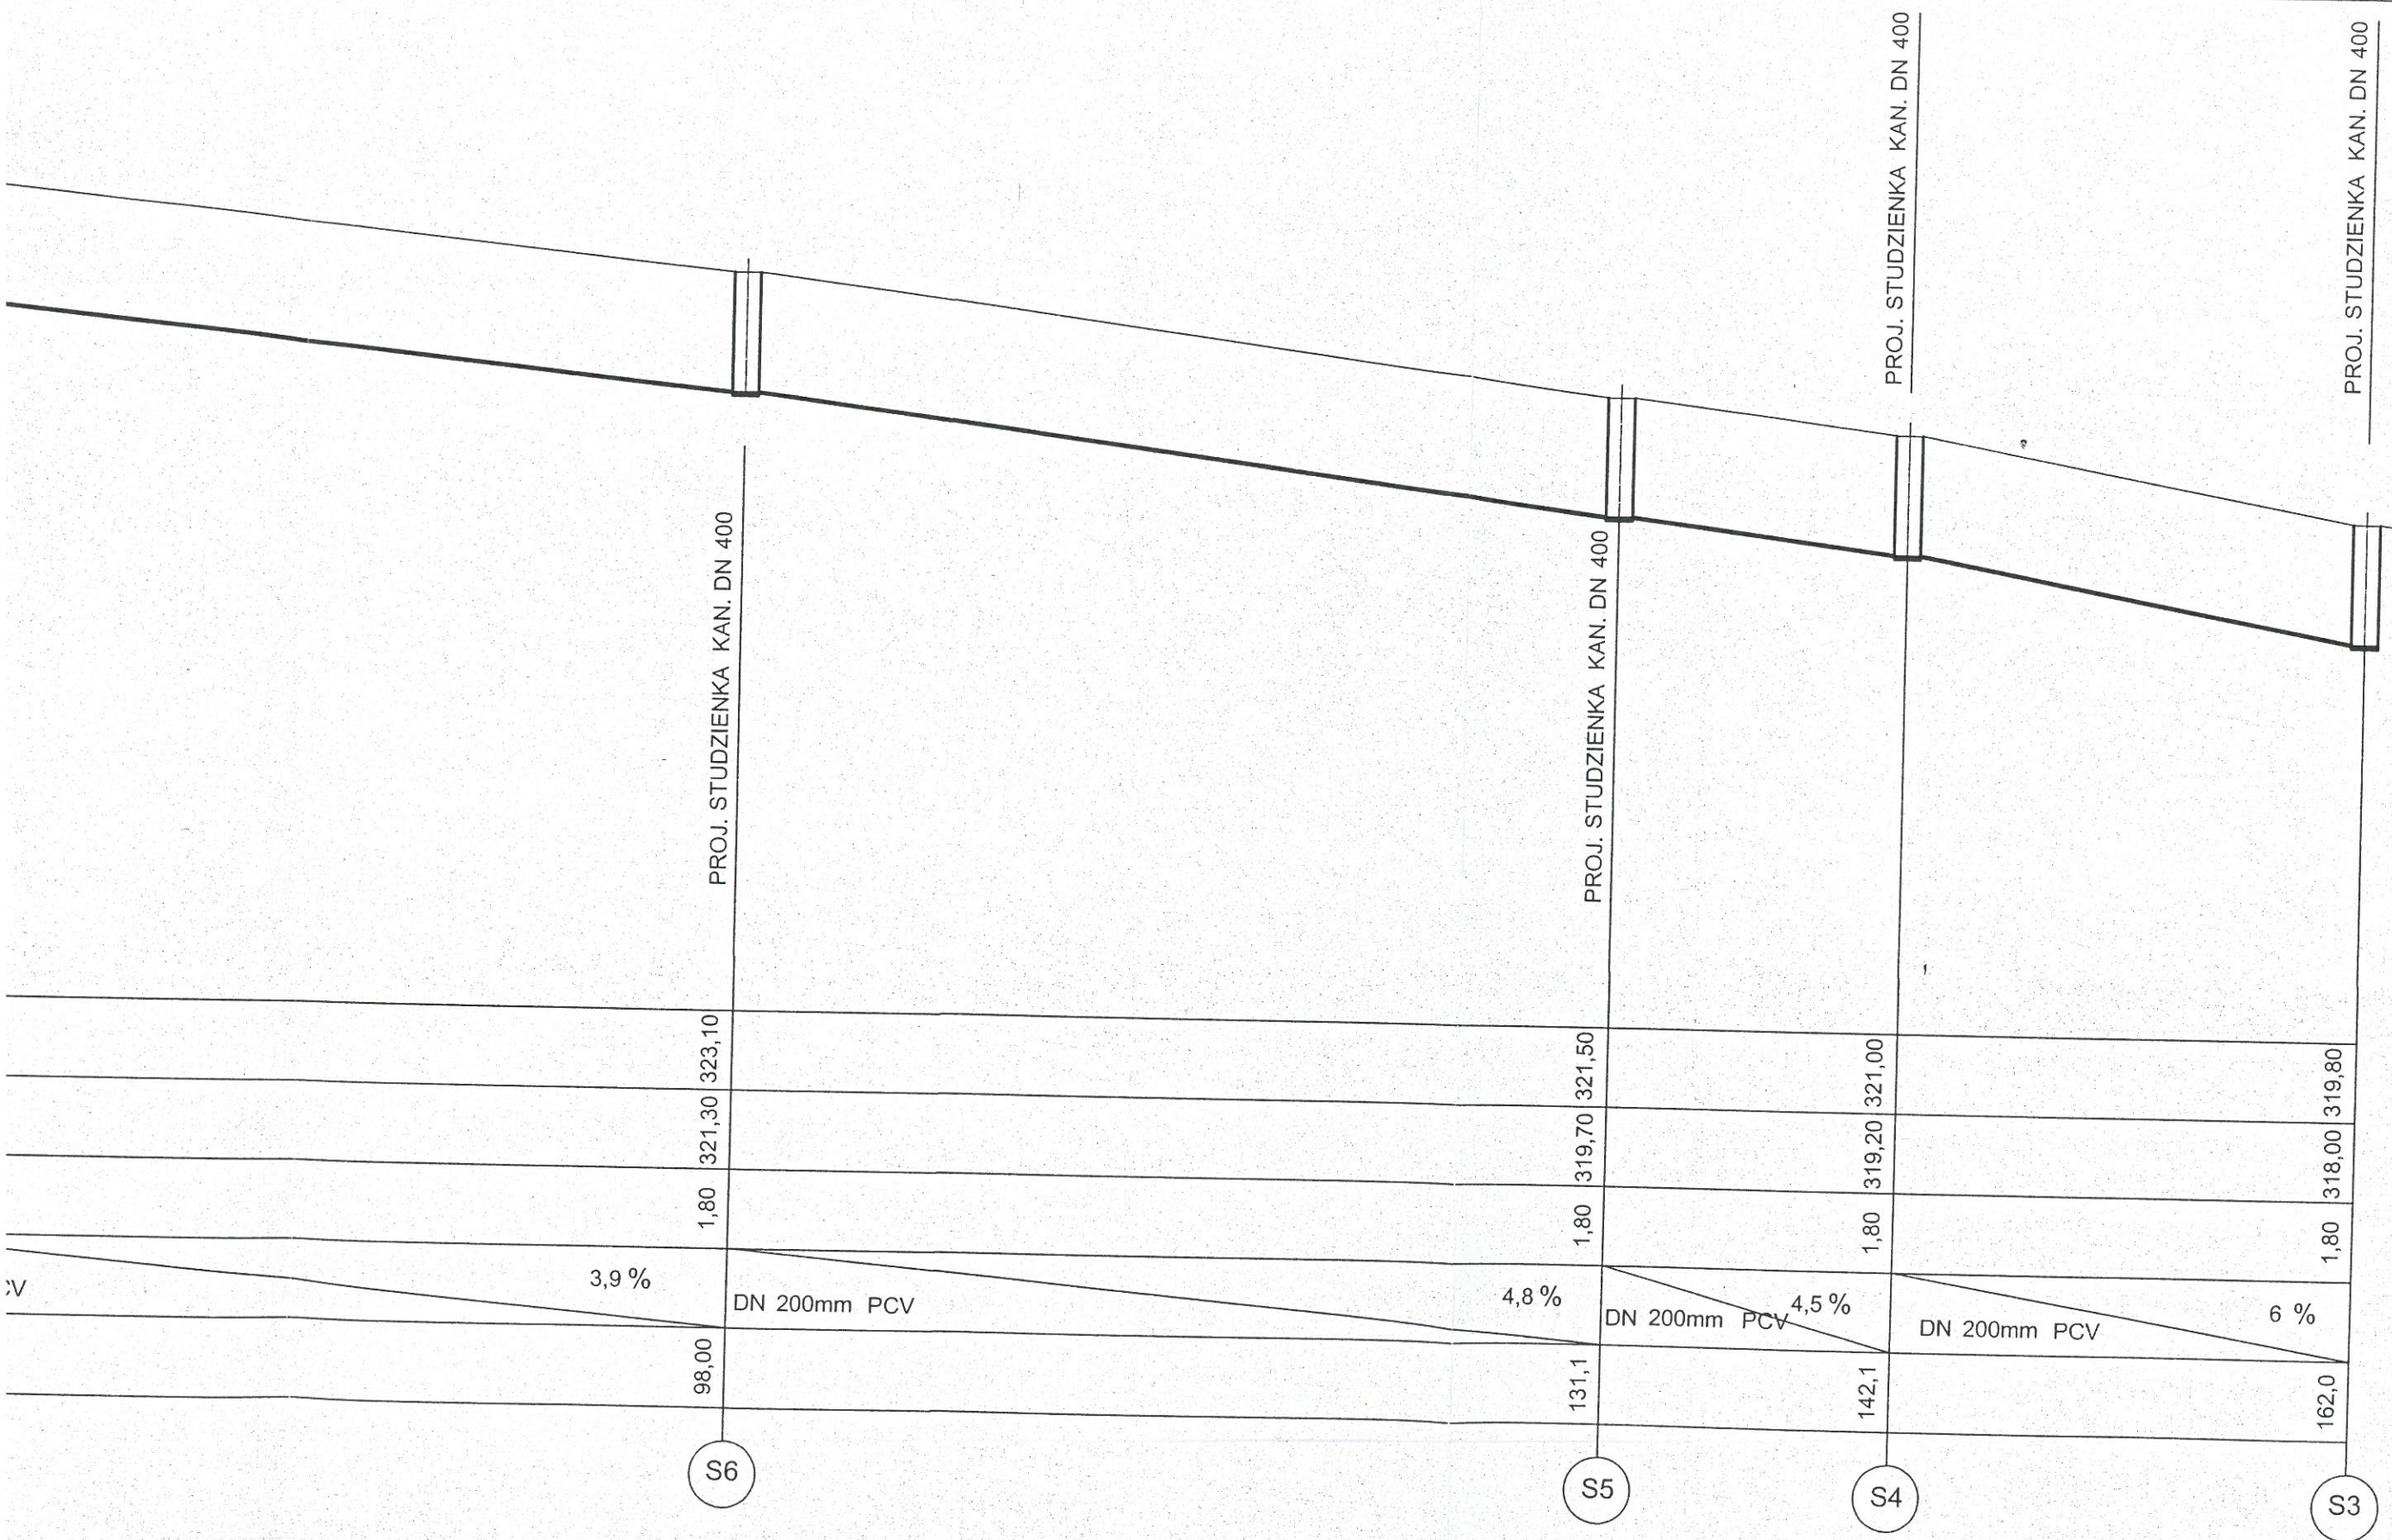 PROJ. STUDZIENKA KAN. DN 400
PROJ. STUDZIENKA KAN. DN 400
PROJ. STUDZIENKA KAN. DN 400
PROJ. STUDZIENKA KAN. DN 400
323,10
321,50
321,00
319,80
321,30
319,70
319,20
318,00
1,80
1,80
1,80
1,80
3,9 %
DN 200mm PCV
4,8 %
DN 200mm PCV
4,5 %
DN 200mm PCV
6 %
98,00
131,1
142,1
162,0
S6
S5
S4
S3